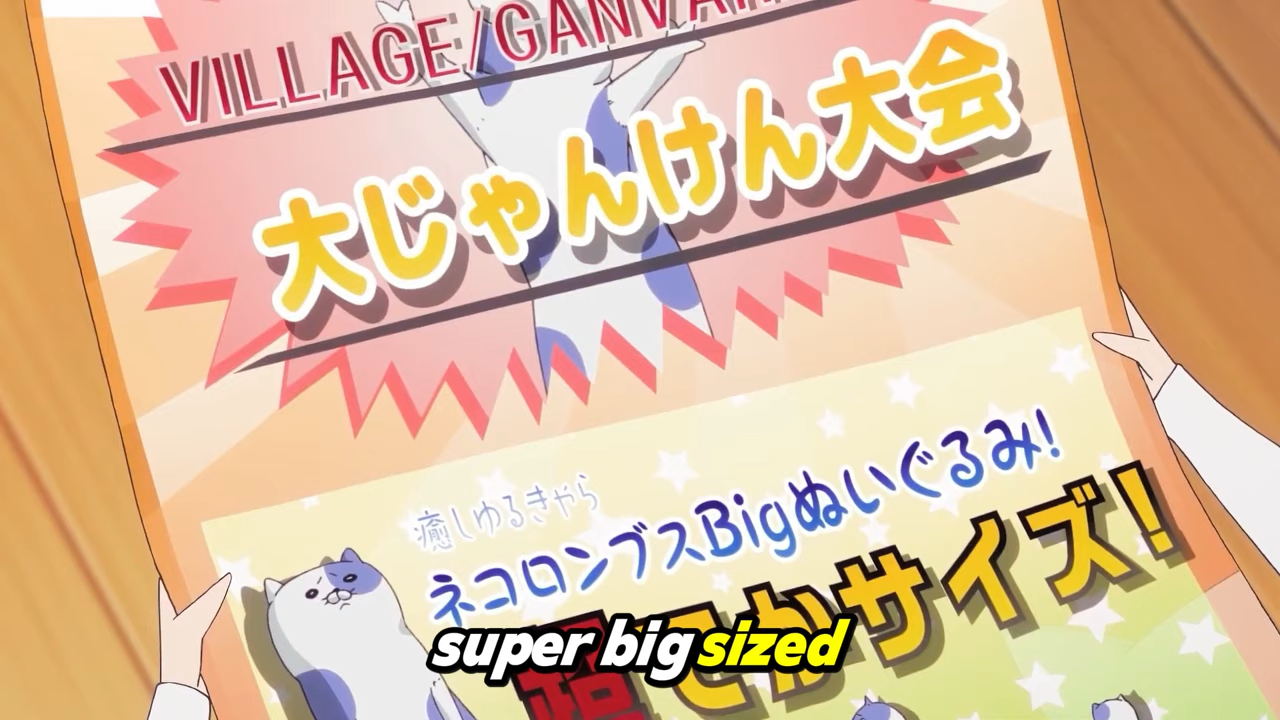 VILLAGE/GANVA
大じゃんけん大会
癒しゆるきゃら
ネコロンブスBigぬいぐるみ!
超でかサイズ!
super big sized